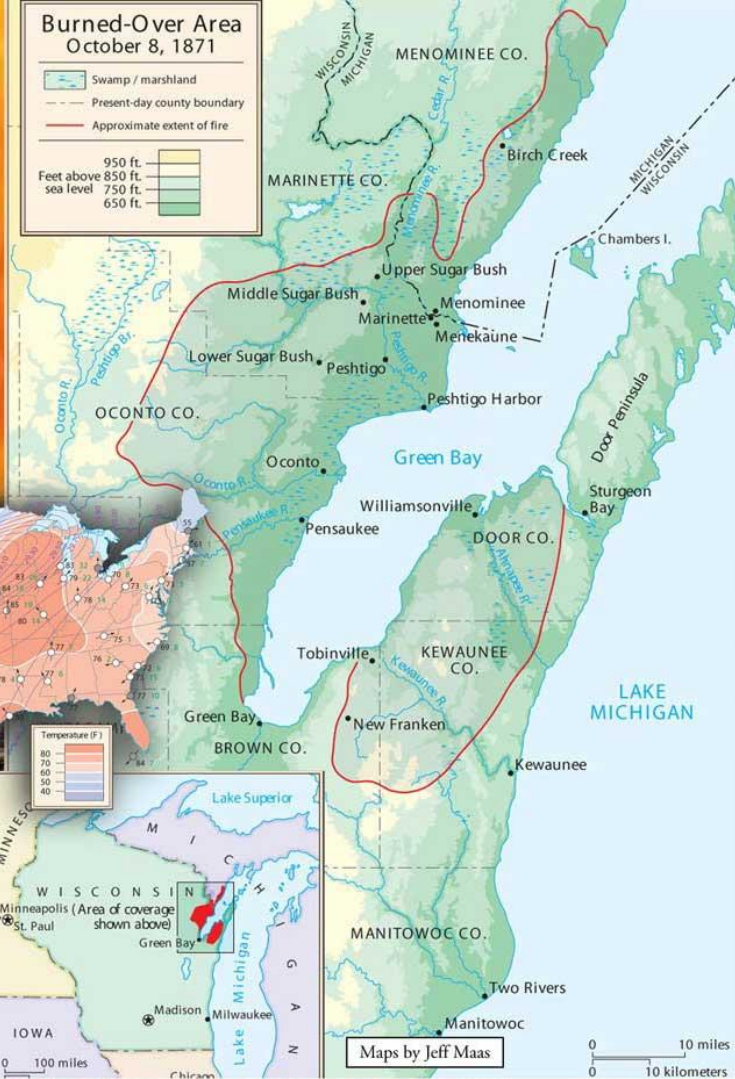 Burned-Over Area
October 8, 1871
Swamp / marshland
Present-day county boundary
Approximate extent of fire
950 ft.
Feet above
sea level
850 ft.
750 ft.
650 ft.
WISCONSIN
MICHIGAN
MENOMINEE CO.
Cedar R.
Birch Creek
MICHIGAN
WISCONSIN
MARINETTE CO.
Menominee R.
Chambers I.
Upper Sugar Bush
Middle Sugar Bush
Menominee
Marinette
Menekaune
Lower Sugar Bush
Peshtigo
Peshtigo R.
Peshtigo Br.
Oconto R.
Peshtigo Harbor
OCONTO CO.
Door Peninsula
Green Bay
Oconto
Oconto R.
Williamsonville
Sturgeon
Bay
Pensaukee R.
Pensaukee
DOOR CO.
Ahnapee R.
Tobinville
KEWAUNEE
CO.
Kewaunee R.
LAKE
MICHIGAN
Green Bay
New Franken
BROWN CO.
Kewaunee
Temperature (F)
80
70
60
50
40
Lake Superior
MINNESO
MICHIGAN
WISCONSIN
Minneapolis
St. Paul
(Area of coverage
shown above)
Green Bay
Lake Michigan
Madison
Milwaukee
IOWA
0 100 miles
Chicago
MANITOWOC CO.
Two Rivers
Manitowoc
Maps by Jeff Maas
0 10 miles
0 10 kilometers